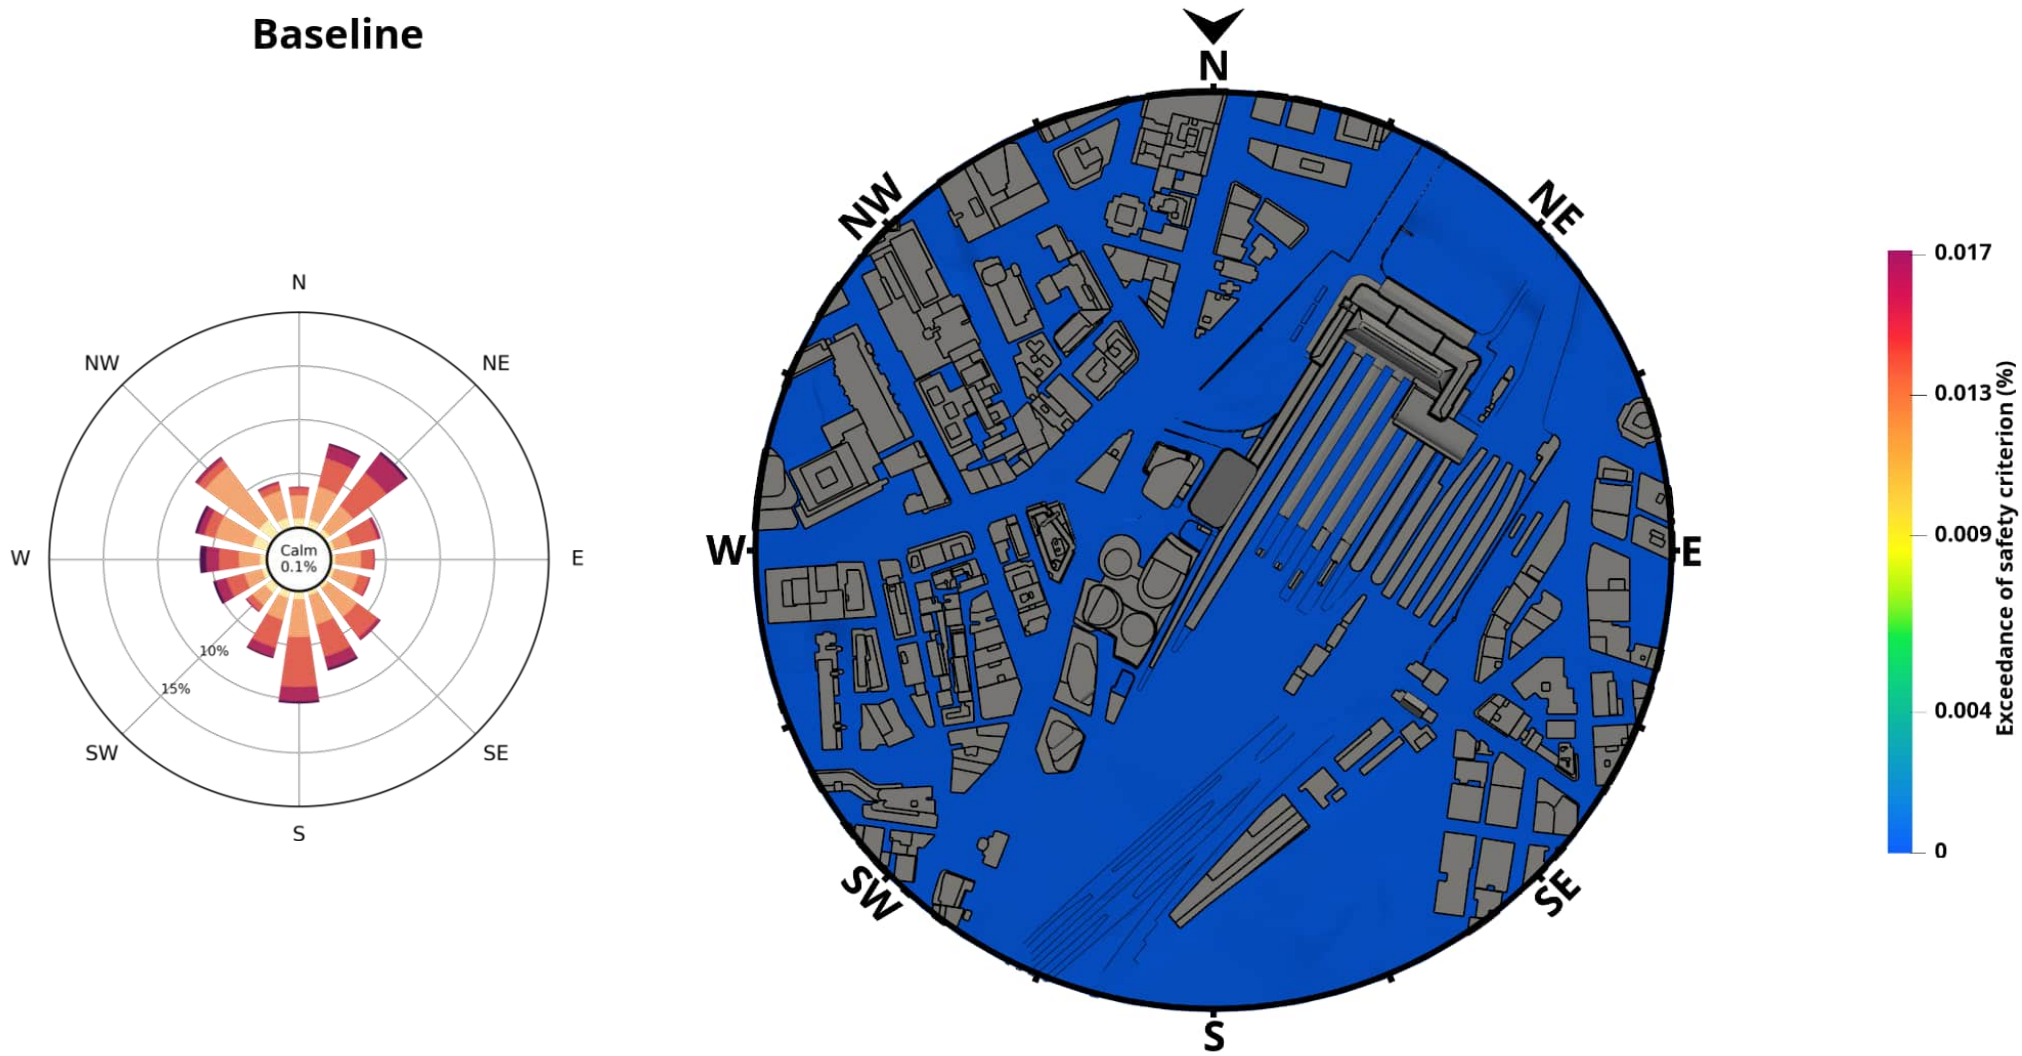 Baseline
N
NW
NE
W
Calm
0.1%
E
10%
15%
SW
SE
S
N
NW
NE
W
E
SW
SE
S
0.017
0.013
0.009
0.004
0
Exceedance of safety criterion (%)